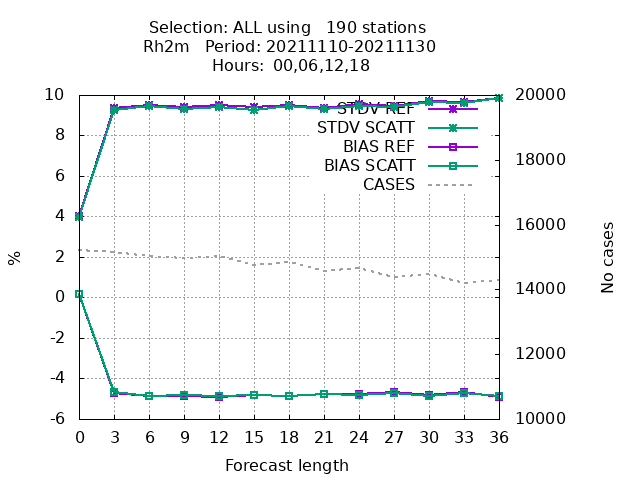 Selection: ALL using   190 stations
Rh2m   Period: 20211110-20211130
Hours:  00,06,12,18
10
8
6
4
2
0
-2
-4
-6
%
20000
18000
16000
14000
12000
10000
No cases
STDV REF
STDV SCATT
BIAS REF
BIAS SCATT
CASES
0 3 6 9 12 15 18 21 24 27 30 33 36
Forecast length